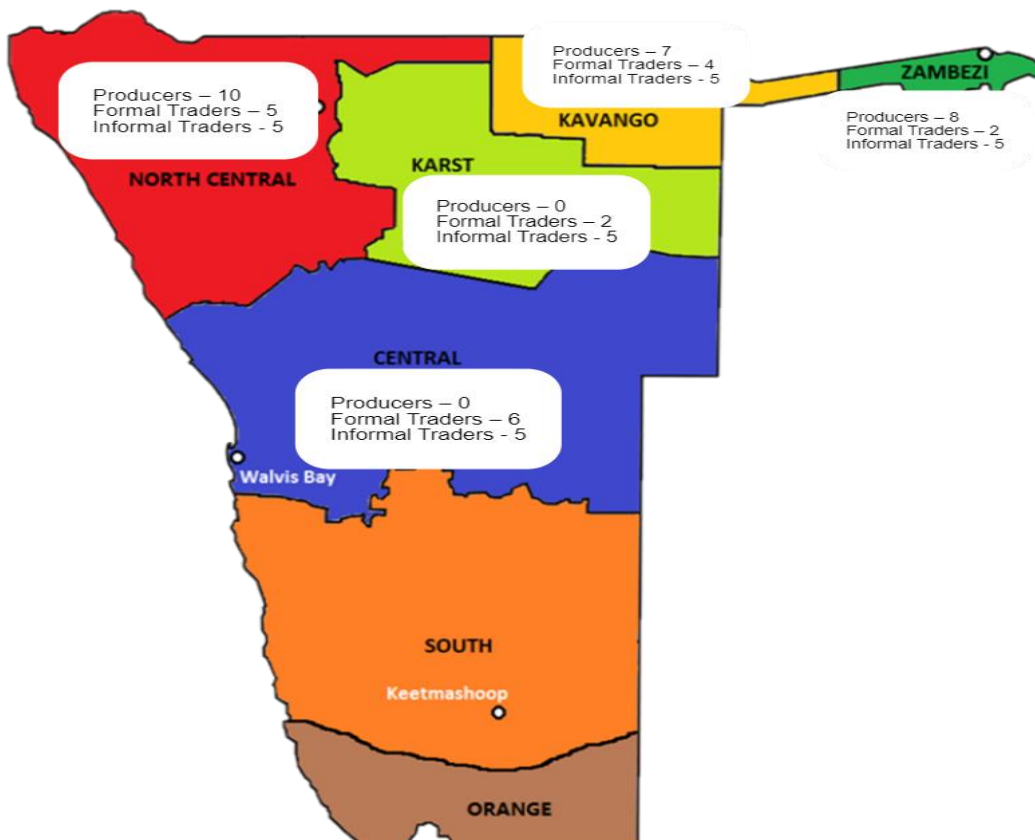 Producers – 7
Formal Traders – 4
Informal Traders - 5
KAVANGO
ZAMBEZI
Producers – 8
Formal Traders – 2
Informal Traders - 5
Producers – 10
Formal Traders – 5
Informal Traders - 5
NORTH CENTRAL
KARST
Producers – 0
Formal Traders – 2
Informal Traders - 5
CENTRAL
Producers – 0
Formal Traders – 6
Informal Traders - 5
Walvis Bay
SOUTH
Keetmashoop
ORANGE